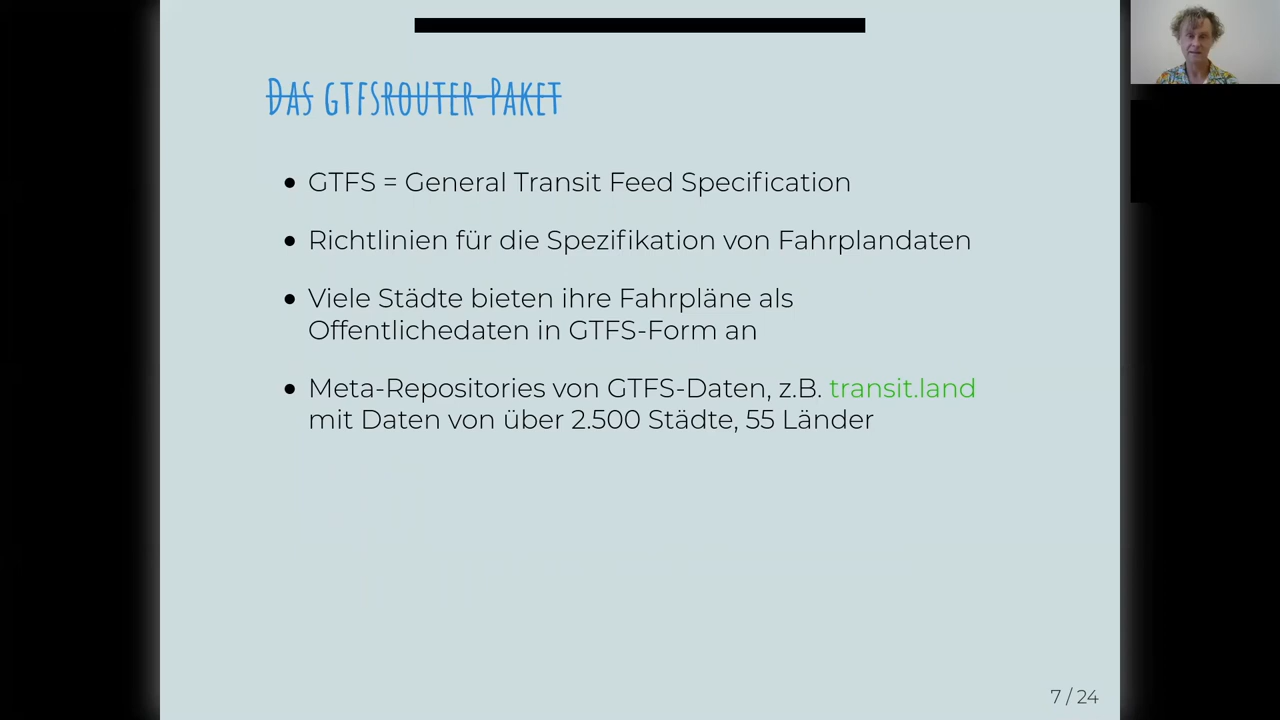 Das gtfsrouter-Paket
• GTFS = General Transit Feed Specification
• Richtlinien für die Spezifikation von Fahrplandaten
• Viele Städte bieten ihre Fahrpläne als
Offentlichedaten in GTFS-Form an
• Meta-Repositories von GTFS-Daten, z.B. transit.land
mit Daten von über 2.500 Städte, 55 Länder
7 / 24